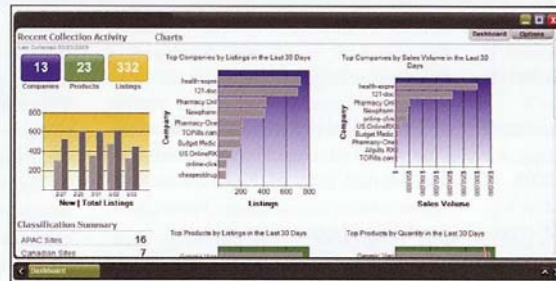 Recent Collection Activity
Charts
Dashboard
Options
Last Collected
13
Companies
23
Products
332
Listings
800
600
400
200
New | Total Listings
Classification Summary
APAC Sites 16
Canadian Sites 7
Top Companies by Listings in the Last 30 Days
Company
health-expre
121-doc
Pharmacy Onl
Newpharm
Pharmacy-One
TOPills.com
Budget Medic
US OnlineRX
online-clini
cheapestdrug
200 400 600 800
Listings
Top Companies by Sales Volume in the Last 30
Days
Company
health-expre
121-doc
Pharmacy Onl
Newpharm
US OnlineRX
Budget Medic
Pharmacy-One
TOPills.com
Sales Volume
Top Products by Listings in the Last 30 Days
Top Products by Quantity in the Last 30 Days
Dashboard